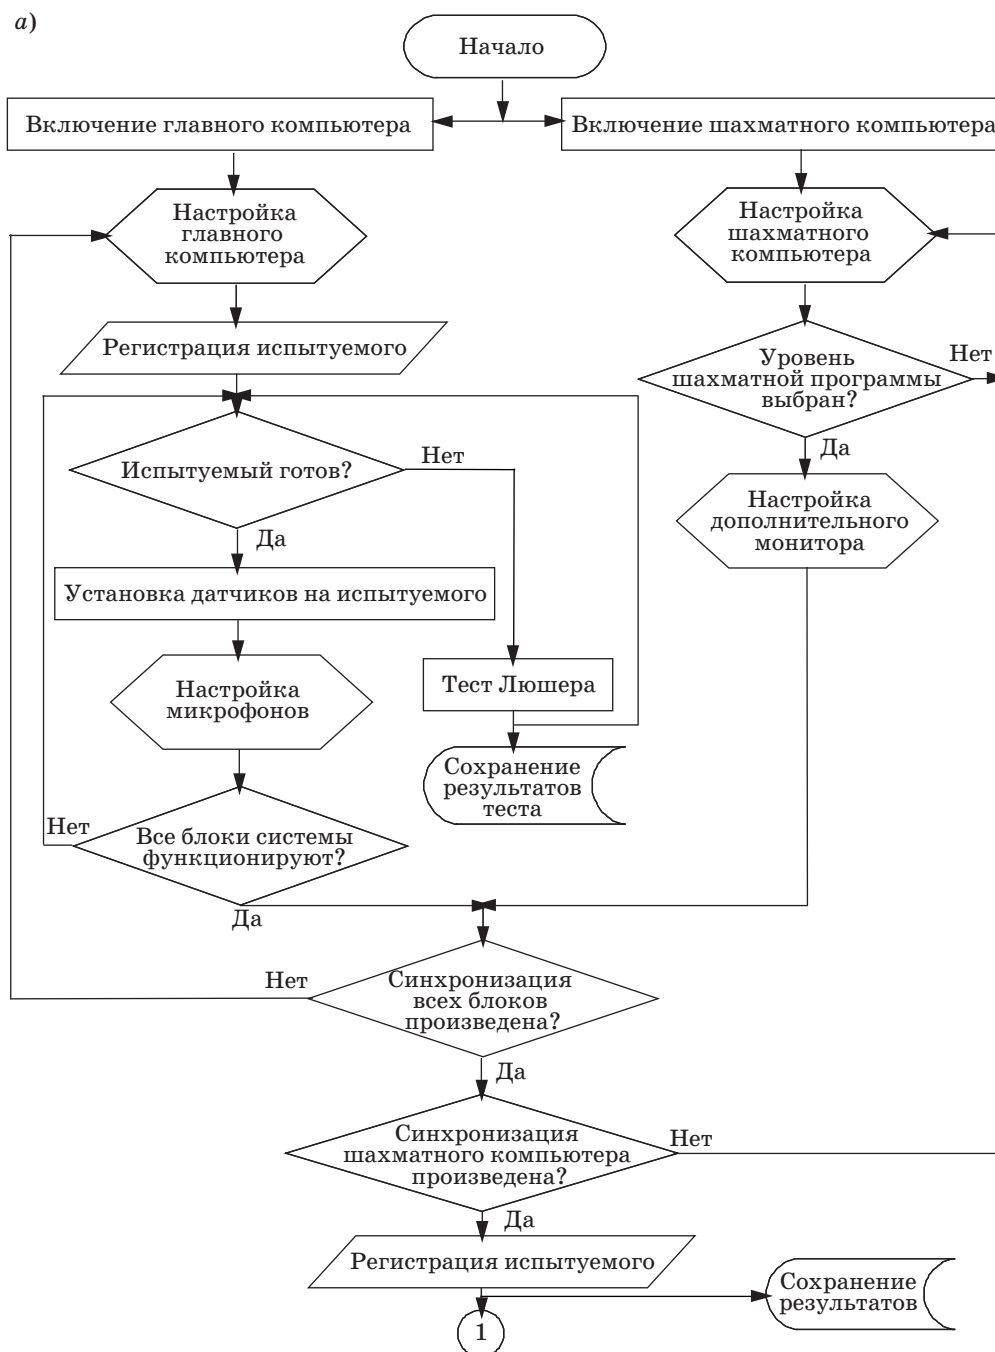 а)
Начало
Включение главного компьютера
Включение шахматного компьютера
Настройка
главного
компьютера
Настройка
шахматного
компьютера
Регистрация испытуемого
Уровень
шахматной программы
выбран?
Нет
Да
Испытуемый готов?
Нет
Да
Настройка
дополнительного
монитора
Установка датчиков на испытуемого
Настройка
микрофонов
Тест Люшера
Сохранение
результатов
теста
Все блоки системы
функционируют?
Нет
Да
Синхронизация
всех блоков
произведена?
Нет
Да
Синхронизация
шахматного компьютера
произведена?
Нет
Да
Регистрация испытуемого
Сохранение
результатов
1